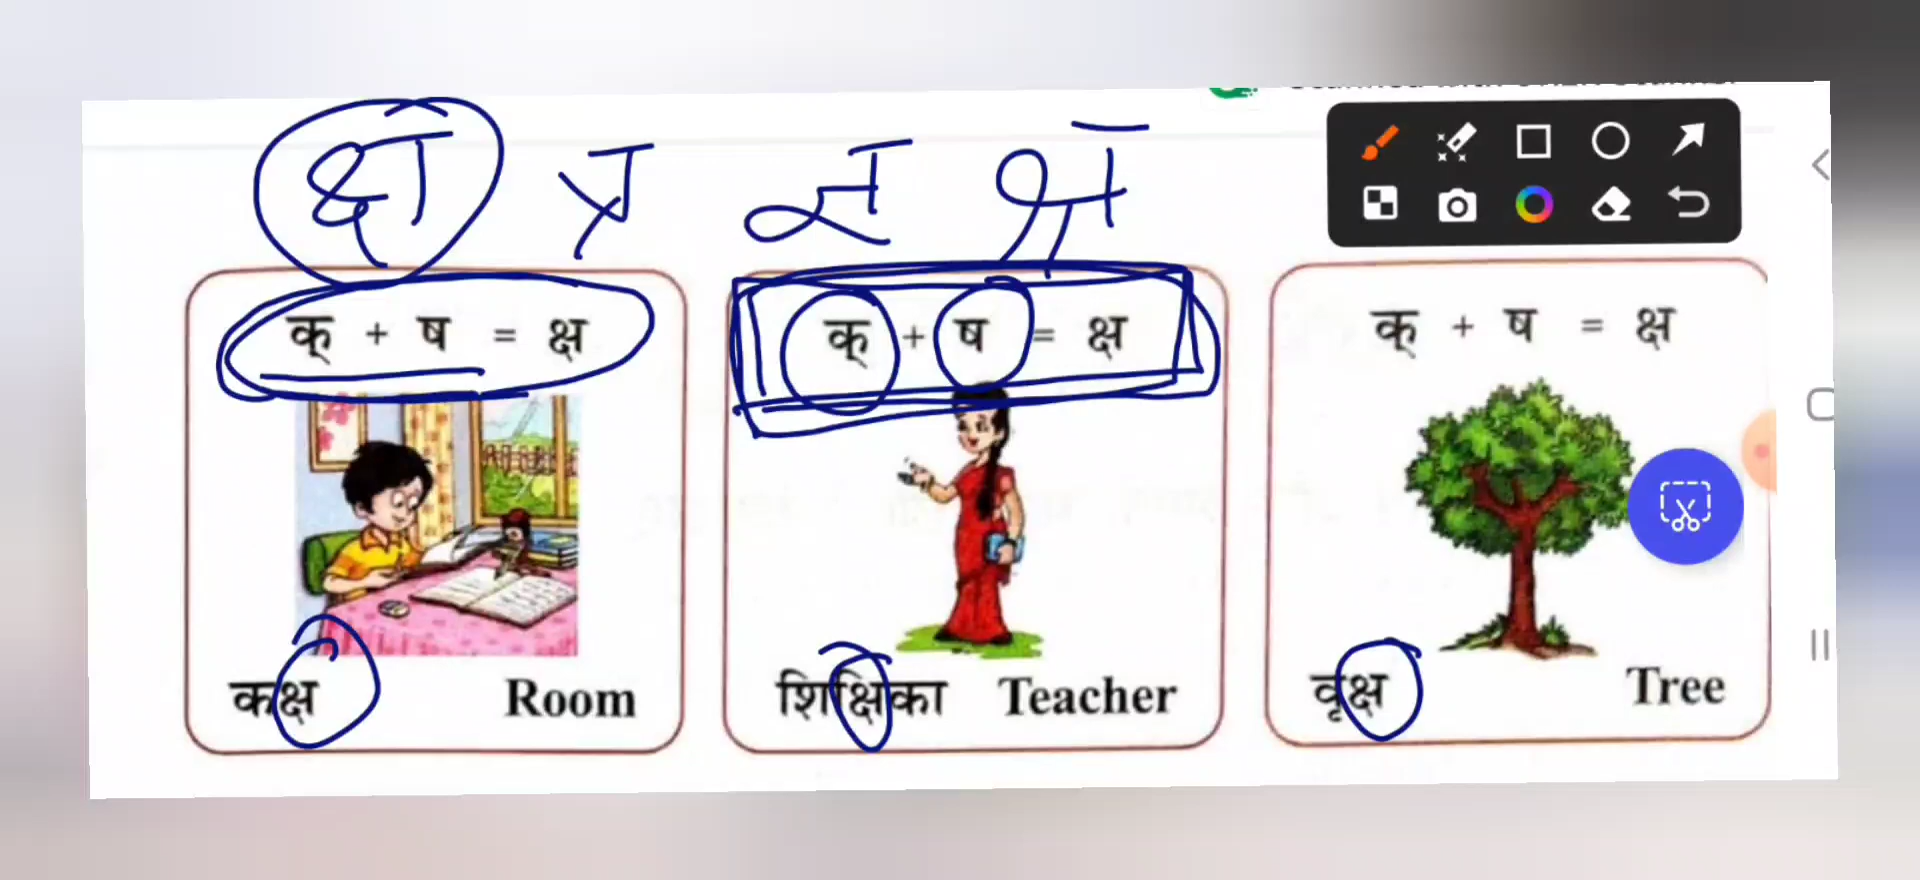 क्ष त्र ज्ञ श्र
क् + ष = क्ष
क् + ष = क्ष
क् + ष = क्ष
कक्ष Room
शिक्षिका Teacher
वृक्ष Tree